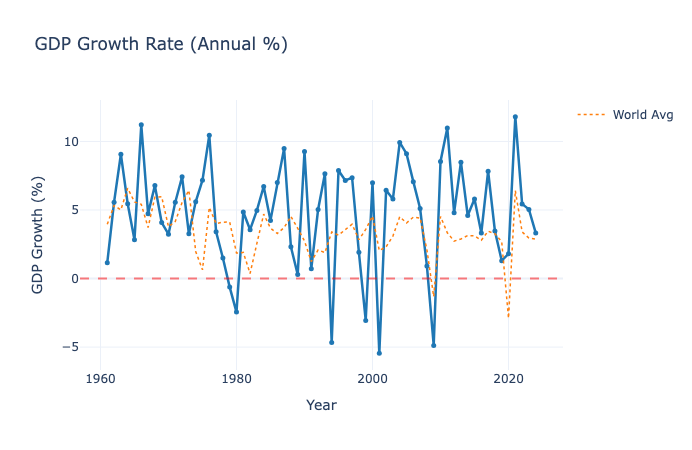 GDP Growth Rate (Annual %)
World Avg
GDP Growth (%)
10
5
0
−5
1960
1980
2000
2020
Year